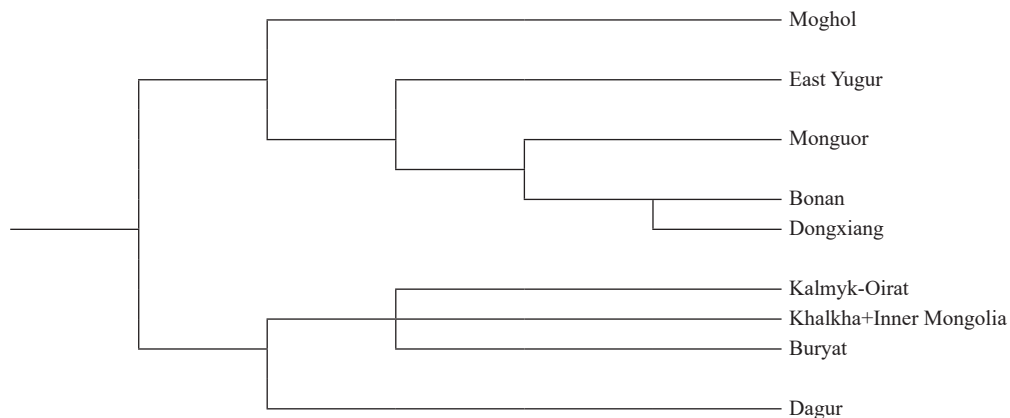 Moghol
East Yugur
Monguor
Bonan
Dongxiang
Kalmyk-Oirat
Khalkha+Inner Mongolia
Buryat
Dagur